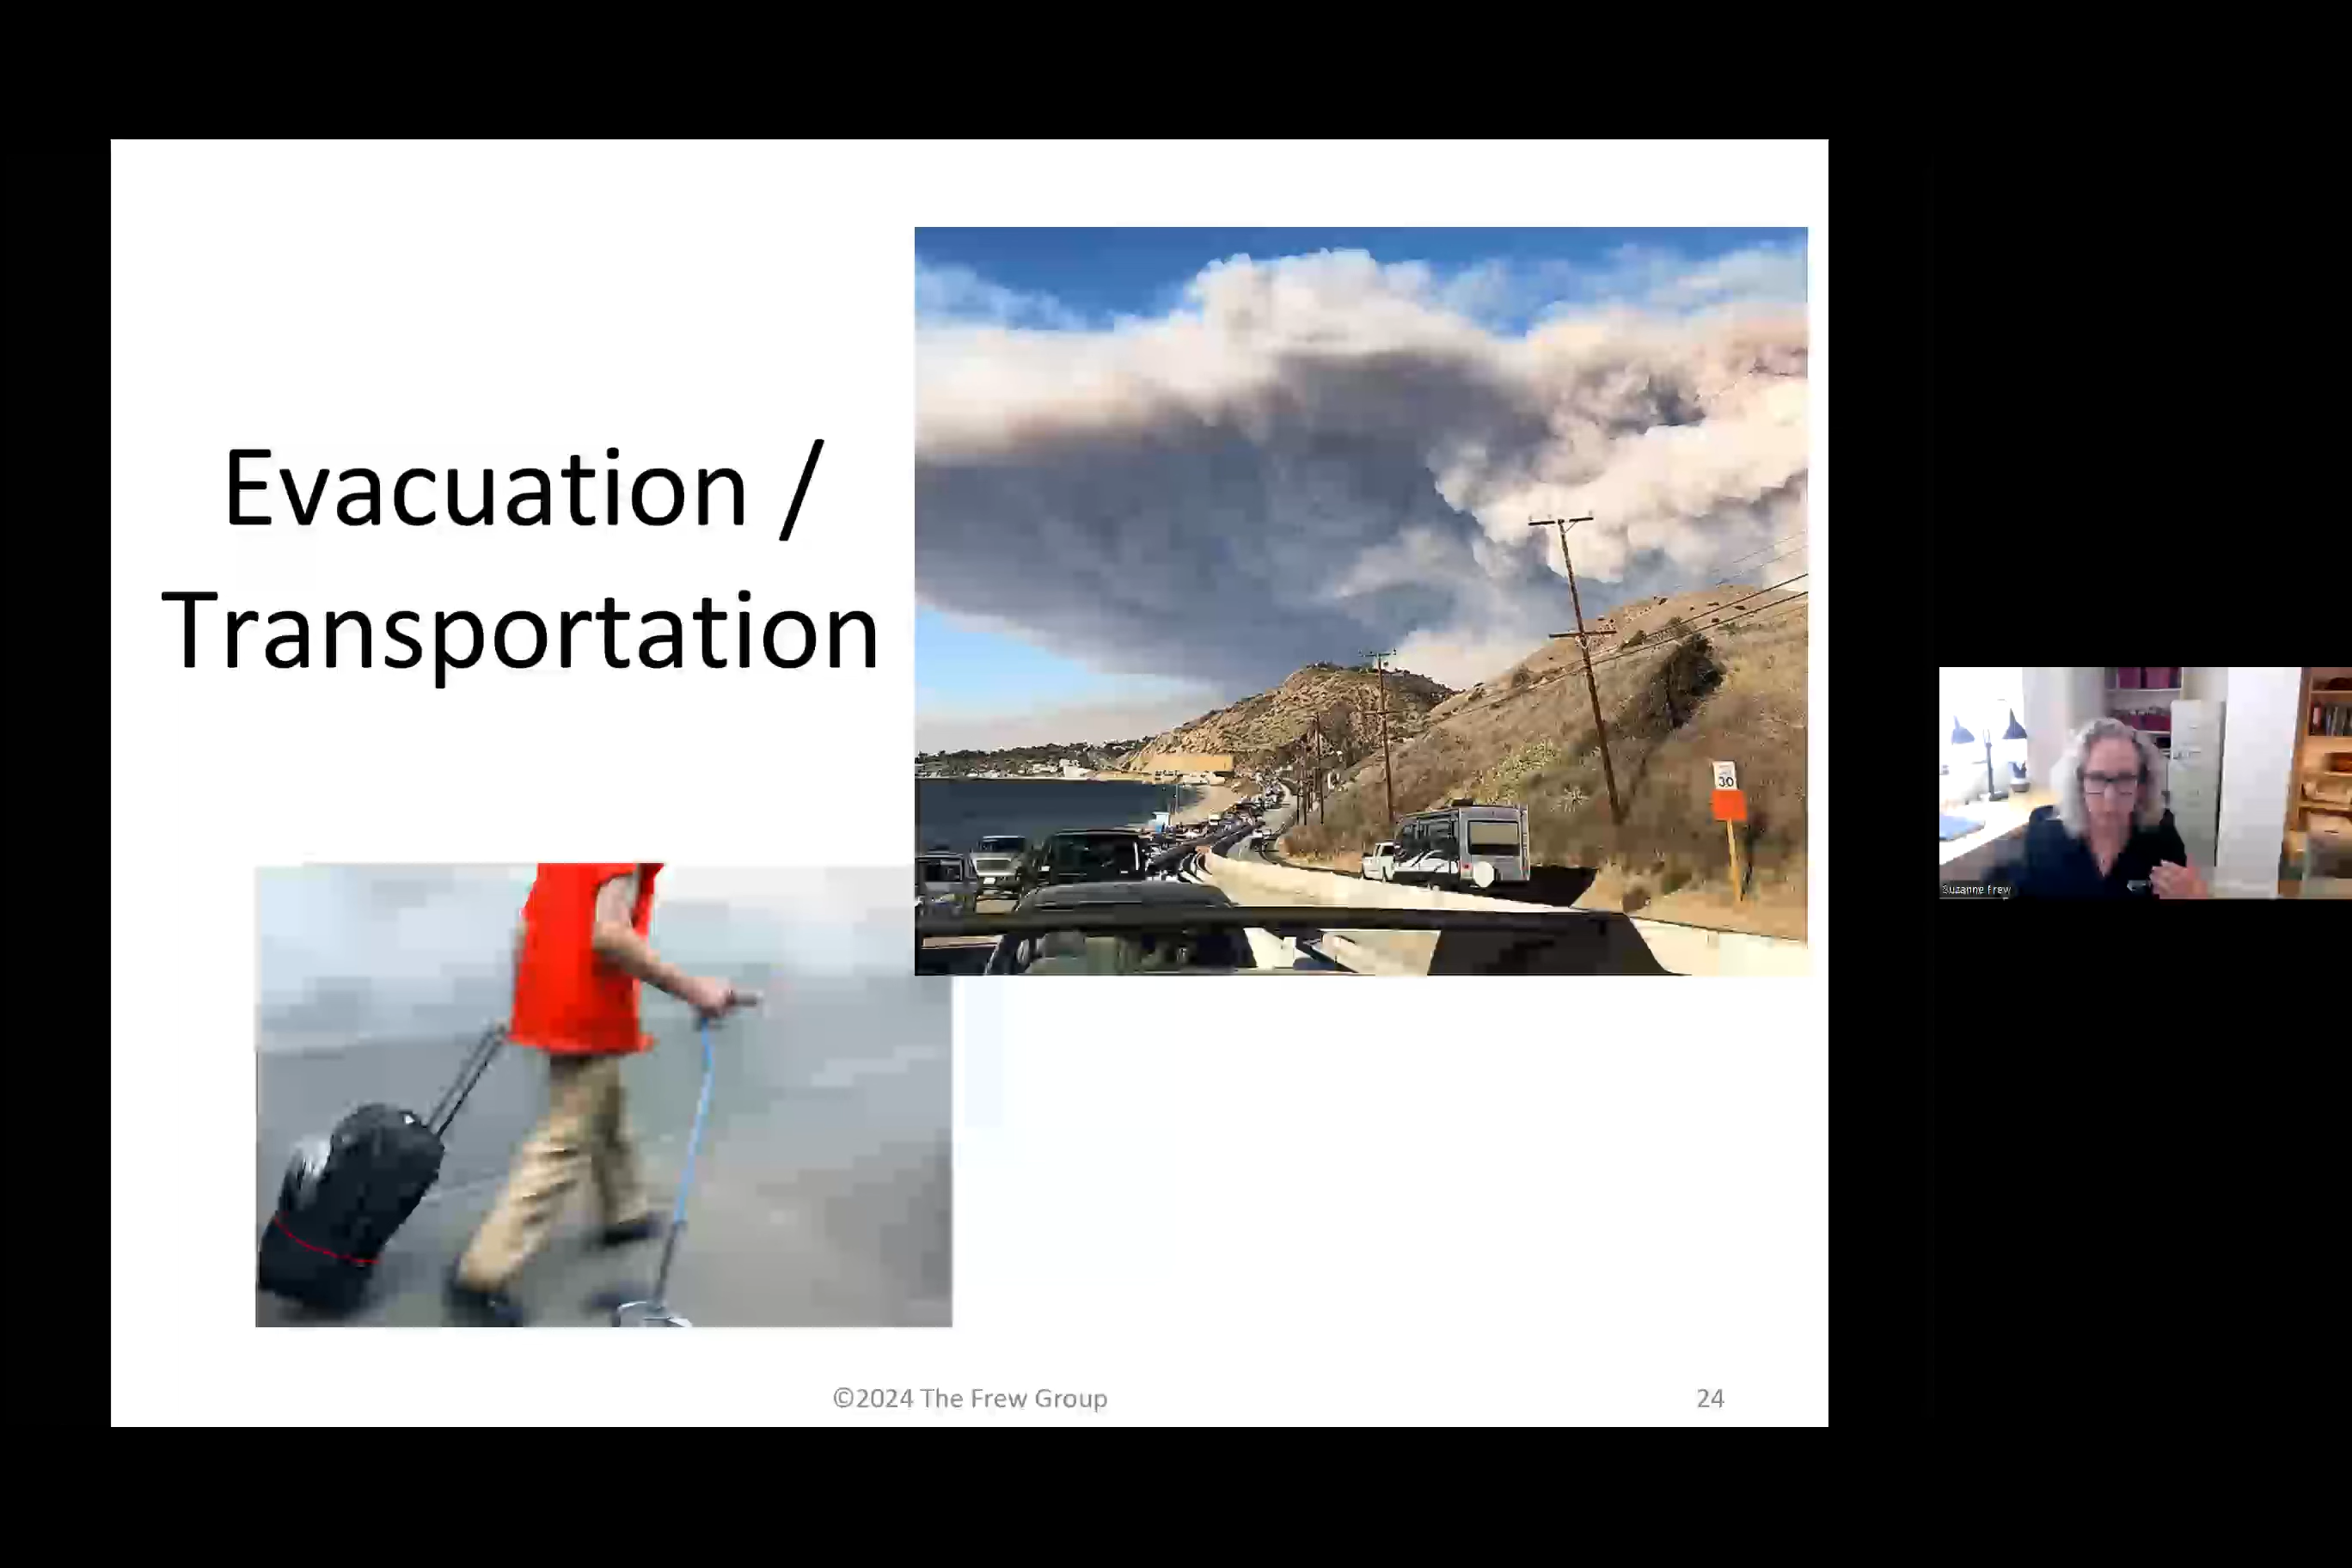 Evacuation /
Transportation
30
Suzanne Frew
©2024 The Frew Group
24